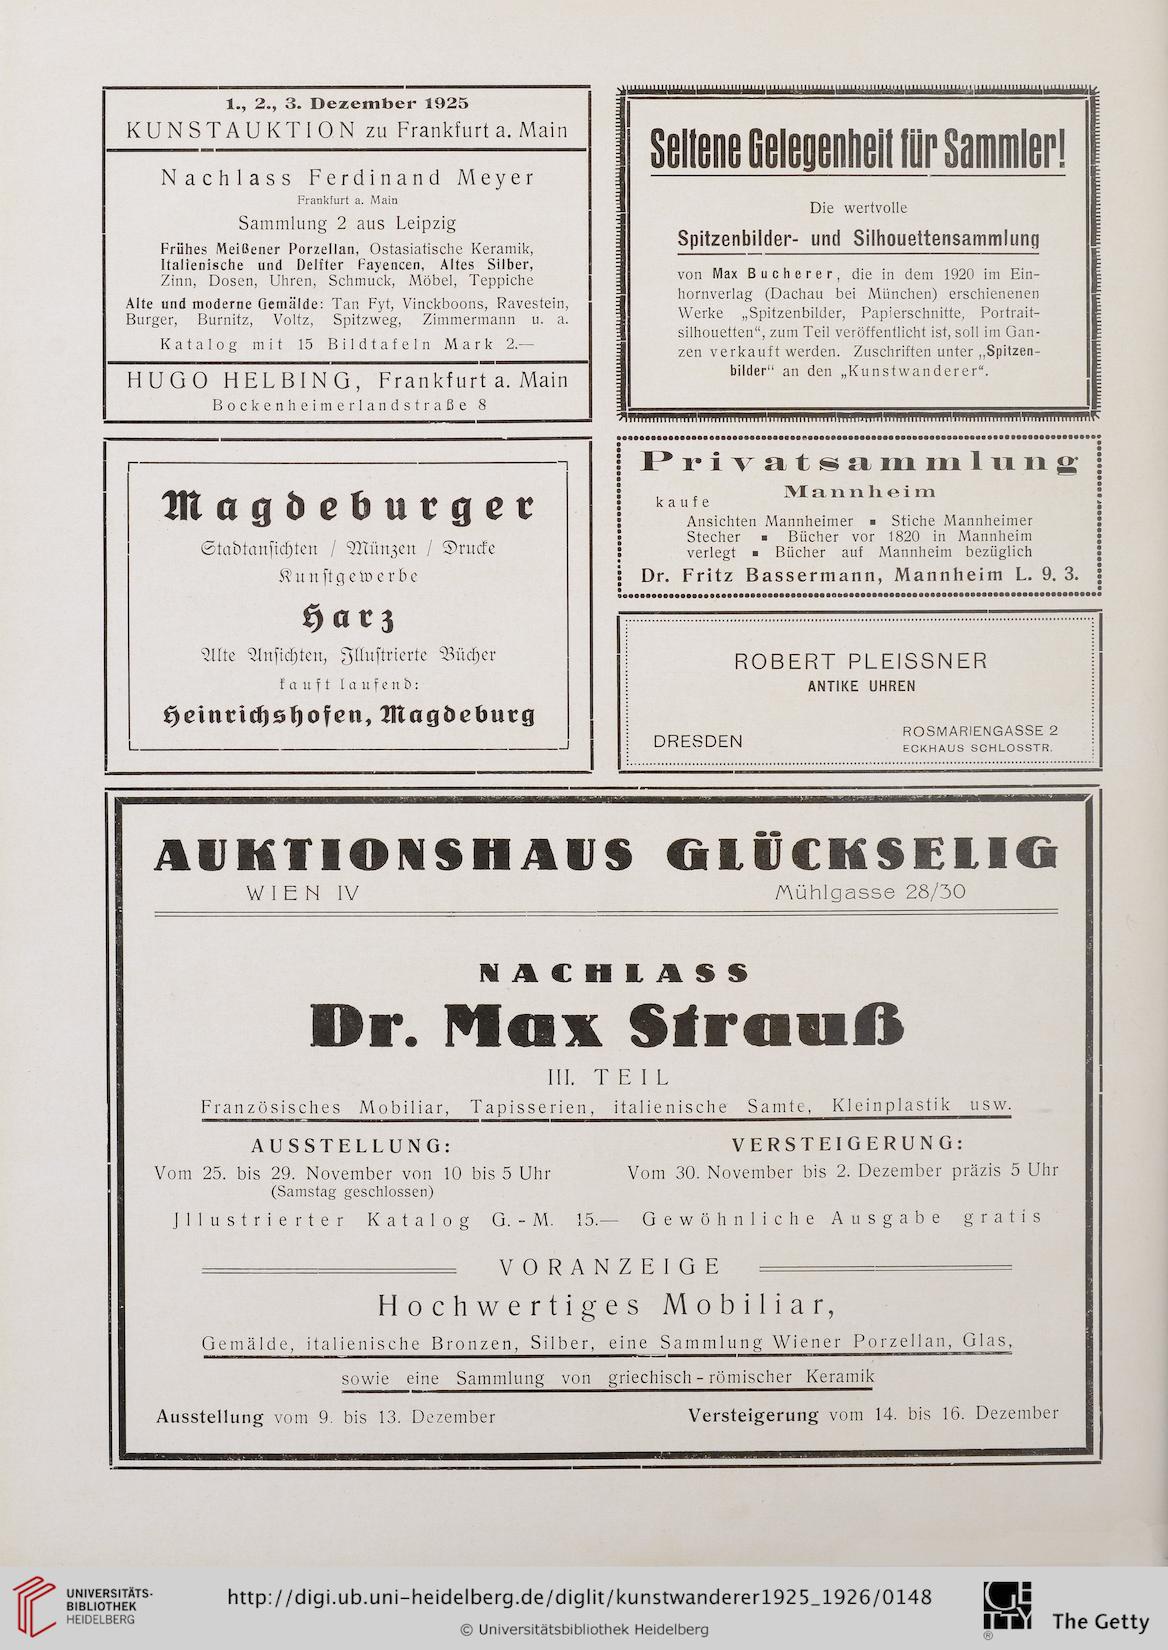 1., 2., 3. Dezember 1925
KUNSTAUKTION zu Frankfurt a. Main
Nachlass Ferdinand Meyer
Frankfurt a. Main
Sammlung 2 aus Leipzig
Frühes Meißener Porzellan, Ostasiatische Keramik,
Italienische und Delfter Fayencen, Altes Silber,
Zinn, Dosen, Uhren, Schmuck, Möbel, Teppiche
Alte und moderne Gemälde: Tan Fyt, Vinckboons, Ravestein,
Burger, Burnitz, Voltz, Spitzweg, Zimmermann u. a.
Katalog mit 15 Bildtafeln Mark 2.—
HUGO HELBING, Frankfurt a. Main
Bockenheimerlandstraße 8
Seltene Gelegenheit für Sammler!
Die wertvolle
Spitzenbilder- und Silhouettensammlung
von Max Bucherer, die in dem 1920 im Ein-
hornverlag (Dachau bei München) erschienenen
Werke „Spitzenbilder, Papierschnitte, Portrait-
silhouetten“, zum Teil veröffentlicht ist, soll im Gan-
zen verkauft werden. Zuschriften unter „Spitzen-
bilder“ an den „Kunstwanderer“.
Magdeburger
Stadtansichten / Münzen / Drucke
Kunstgewerbe
Harz
Alte Ansichten, Illustrierte Bücher
kauft laufend:
Heinrichshofen, Magdeburg
Privatsammlung
Mannheim
kaufe
Ansichten Mannheimer ▪ Stiche Mannheimer
Stecher ▪ Bücher vor 1820 in Mannheim
verlegt ▪ Bücher auf Mannheim bezüglich
Dr. Fritz Bassermann, Mannheim L. 9. 3.
ROBERT PLEISSNER
ANTIKE UHREN
DRESDEN
ROSMARIENGASSE 2
ECKHAUS SCHLOSSTR.
AUKTIONSHAUS GLÜCKSELIG
WIEN IV Mühlgasse 28/30
NACHLASS
Dr. Max Strauß
III. TEIL
Französisches Mobiliar, Tapisserien, italienische Samte, Kleinplastik usw.
AUSSTELLUNG:
Vom 25. bis 29. November von 10 bis 5 Uhr
(Samstag geschlossen)
VERSTEIGERUNG:
Vom 30. November bis 2. Dezember präzis 5 Uhr
Jllustrierter Katalog G.-M. 15.— Gewöhnliche Ausgabe gratis
VORANZEIGE
Hochwertiges Mobiliar,
Gemälde, italienische Bronzen, Silber, eine Sammlung Wiener Porzellan, Glas,
sowie eine Sammlung von griechisch-römischer Keramik
Ausstellung vom 9. bis 13. Dezember Versteigerung vom 14. bis 16. Dezember
UNIVERSITÄTS-
BIBLIOTHEK
HEIDELBERG
http://digi.ub.uni-heidelberg.de/diglit/kunstwanderer1925_1926/0148
© Universitätsbibliothek Heidelberg
GETTY
®
The Getty